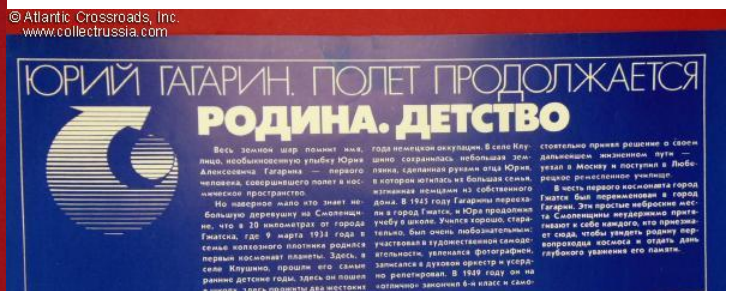 © Atlantic Crossroads, Inc.
www.collectrussia.com
ЮРИЙ ГАГАРИН. ПОЛЕТ ПРОДОЛЖАЕТСЯ
РОДИНА. ДЕТСТВО
Весь земной шар помнит имя,
лицо, необыкновенную улыбку Юрия
Алексеевича Гагарина — первого
человека, совершившего полет в кос-
мическое пространство.
Но наверное мало кто знает не-
большую деревушку на Смоленщи-
не, что в 20 километрах от города
Гжатска, где 9 марта 1934 года в
семье колхозного плотника родился
первый космонавт планеты. Здесь, в
селе Клушино, прошли его самые
ранние детские годы, здесь он пошел
в школу, здесь прожиты два жестоких
года немецкой оккупации. В селе Клу-
шино сохранилась небольшая зем-
лянка, сделанная руками отца Юрия,
в которой ютилась их большая семья,
изгнанная немцами из собственного
дома. В 1945 году Гагарины перееха-
ли в город Гжатск, и Юра продолжил
учебу в школе. Учился хорошо, стара-
тельно, был очень любознательным:
участвовал в художественной самоде-
ятельности, увлекался фотографией,
записался в духовой оркестр и усерд-
но репетировал. В 1949 году он на
«отлично» закончил 6-й класс и само-
стоятельно принял решение о своем
дальнейшем жизненном пути —
уехал в Москву и поступил в Любе-
рецкое ремесленное училище.
В честь первого космонавта город
Гжатск был переименован в город
Гагарин. Эти простые неброские мес-
та Смоленщины неудержимо притя-
гивают к себе каждого, кто приезжа-
ет сюда, чтобы увидеть родину пер-
вопроходца космоса и отдать дань
глубокого уважения его памяти.